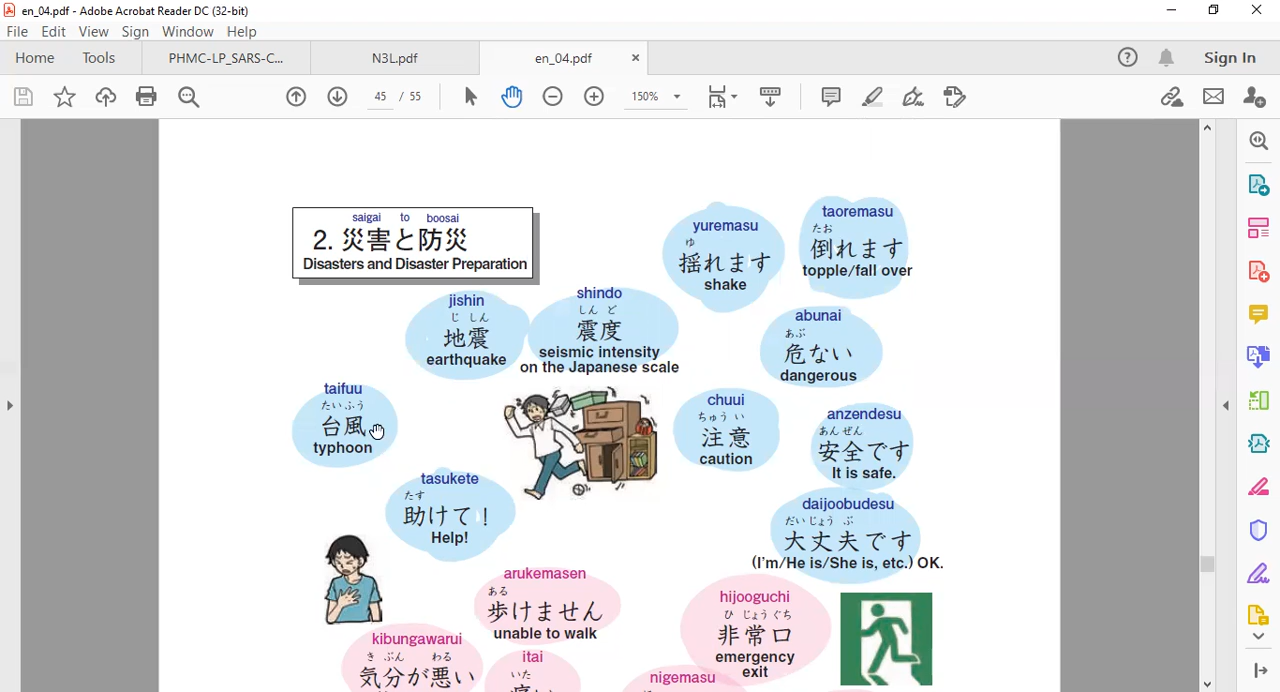 en_04.pdf - Adobe Acrobat Reader DC (32-bit)
File Edit View Sign Window Help
Home Tools PHMC-LP_SARS-C... N3L.pdf en_04.pdf × Sign In
45 / 55 150%
saigai to boosai
2. 災害と防災
Disasters and Disaster Preparation
yuremasu
ゆ
揺れます
shake
taoremasu
たお
倒れます
topple/fall over
jishin
じ しん
地震
earthquake
shindo
しん ど
震度
seismic intensity
on the Japanese scale
abunai
あぶ
危ない
dangerous
taifuu
たいふう
台風
typhoon
chuui
ちゅう い
注意
caution
anzendesu
あん ぜん
安全です
It is safe.
tasukete
たす
助けて!
Help!
daijoobudesu
だいじょう ぶ
大丈夫です
(I'm/He is/She is, etc.) OK.
arukemasen
ある
歩けません
unable to walk
hijooguchi
ひ じょうぐち
非常口
emergency
exit
kibungawarui
き ぶん わる
気分が悪い
itai
いた
nigemasu